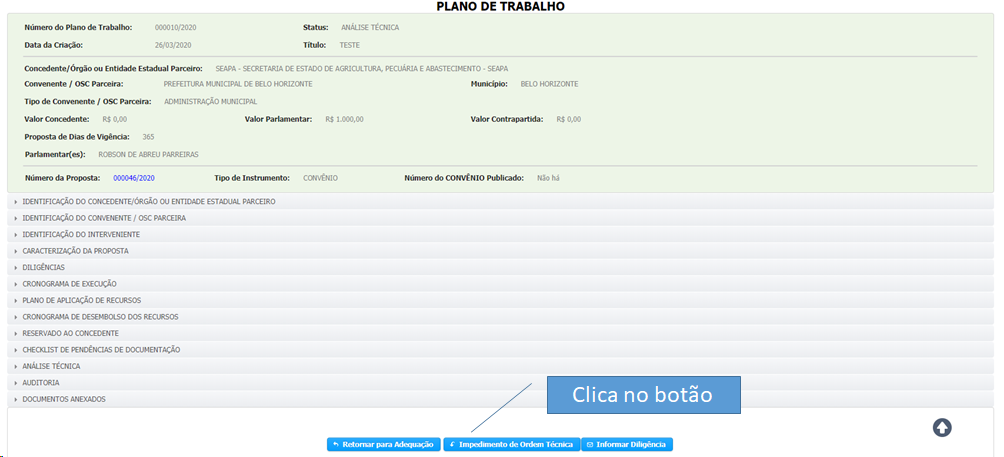 PLANO DE TRABALHO
Número do Plano de Trabalho: 000010/2020 Status: ANÁLISE TÉCNICA
Data da Criação: 26/03/2020 Título: TESTE
Concedente/Órgão ou Entidade Estadual Parceiro: SEAPA - SECRETARIA DE ESTADO DE AGRICULTURA, PECUÁRIA E ABASTECIMENTO - SEAPA
Convenente / OSC Parceira: PREFEITURA MUNICIPAL DE BELO HORIZONTE Município: BELO HORIZONTE
Tipo de Convenente / OSC Parceira: ADMINISTRAÇÃO MUNICIPAL
Valor Concedente: R$ 0,00 Valor Parlamentar: R$ 1.000,00 Valor Contrapartida: R$ 0,00
Proposta de Dias de Vigência: 365
Parlamentar(es): ROBSON DE ABREU PARREIRAS
Número da Proposta: 000046/2020 Tipo de Instrumento: CONVÊNIO Número do CONVÊNIO Publicado: Não há
IDENTIFICAÇÃO DO CONCEDENTE/ÓRGÃO OU ENTIDADE ESTADUAL PARCEIRO
IDENTIFICAÇÃO DO CONVENENTE / OSC PARCEIRA
IDENTIFICAÇÃO DO INTERVENIENTE
CARACTERIZAÇÃO DA PROPOSTA
DILIGÊNCIAS
CRONOGRAMA DE EXECUÇÃO
PLANO DE APLICAÇÃO DE RECURSOS
CRONOGRAMA DE DESEMBOLSO DOS RECURSOS
RESERVADO AO CONCEDENTE
CHECKLIST DE PENDÊNCIAS DE DOCUMENTAÇÃO
ANÁLISE TÉCNICA
AUDITORIA
DOCUMENTOS ANEXADOS
Clica no botão
Retornar para Adequação Impedimento de Ordem Técnica Informar Diligência